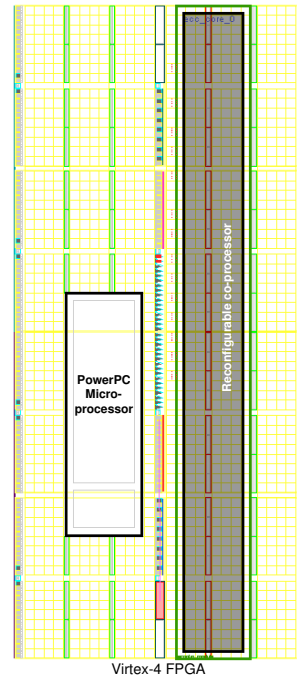 ecc_core_0
Reconfigurable co-processor
PowerPC
Micro-
processor
Virtex-4 FPGA